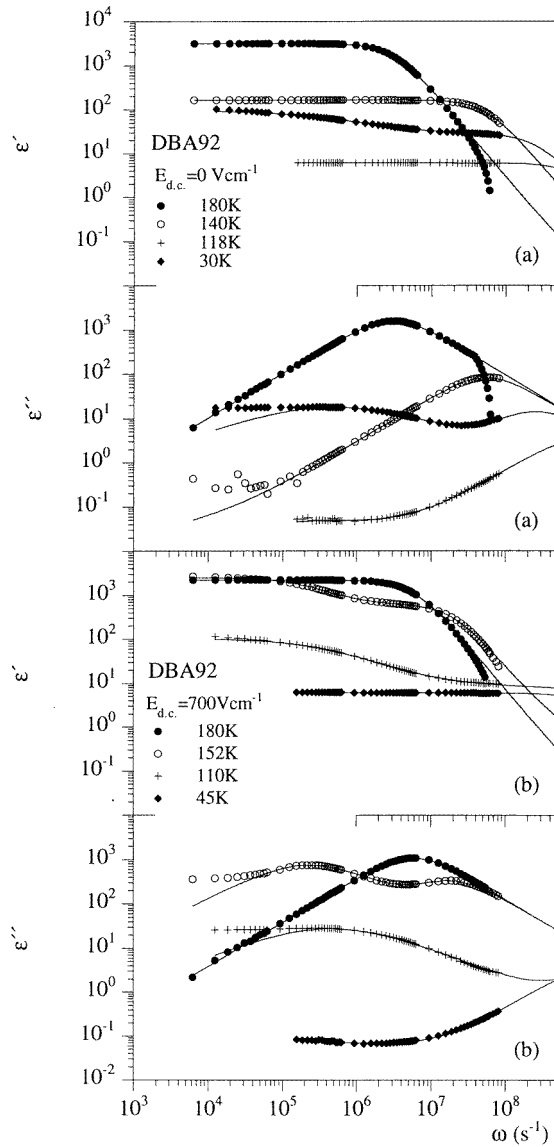 10⁴
10³
10²
10¹
10⁰
10⁻¹
ε′
DBA92
E_d.c.=0 Vcm⁻¹
180K
140K
118K
30K
(a)
10³
10²
10¹
10⁰
10⁻¹
ε′′
(a)
10³
10²
10¹
10⁰
10⁻¹
ε′
DBA92
E_d.c.=700Vcm⁻¹
180K
152K
110K
45K
(b)
10³
10²
10¹
10⁰
10⁻¹
10⁻²
ε′′
(b)
10³ 10⁴ 10⁵ 10⁶ 10⁷ 10⁸
ω (s⁻¹)